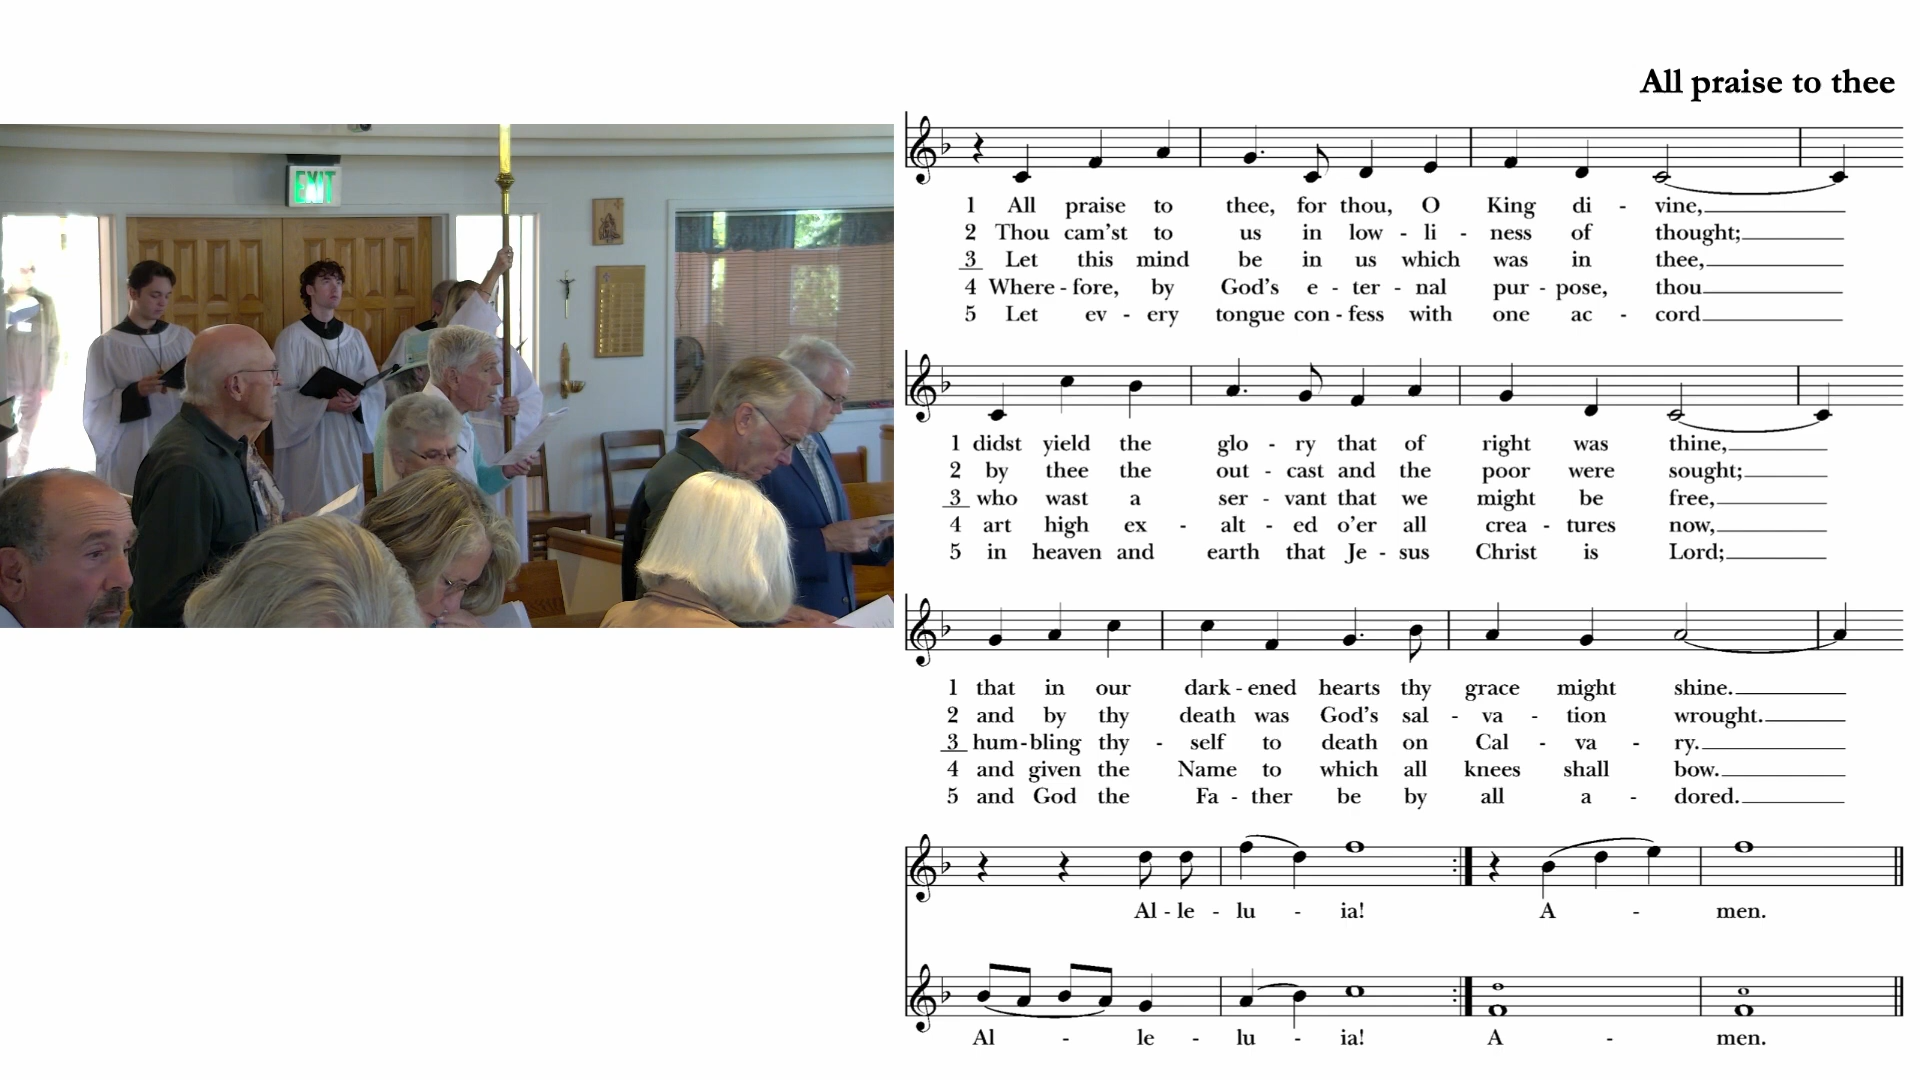 All praise to thee
EXIT
1 All praise to thee, for thou, O King di - vine,
2 Thou cam’st to us in low - li - ness of thought;
3 Let this mind be in us which was in thee,
4 Where - fore, by God’s e - ter - nal pur - pose, thou
5 Let ev - ery tongue con - fess with one ac - cord
1 didst yield the glo - ry that of right was thine,
2 by thee the out - cast and the poor were sought;
3 who wast a ser - vant that we might be free,
4 art high ex - alt - ed o’er all crea - tures now,
5 in heaven and earth that Je - sus Christ is Lord;
1 that in our dark - ened hearts thy grace might shine.
2 and by thy death was God’s sal - va - tion wrought.
3 hum - bling thy - self to death on Cal - va - ry.
4 and given the Name to which all knees shall bow.
5 and God the Fa - ther be by all a - dored.
Al - le - lu - ia! A - men.
Al - le - lu - ia! A - men.